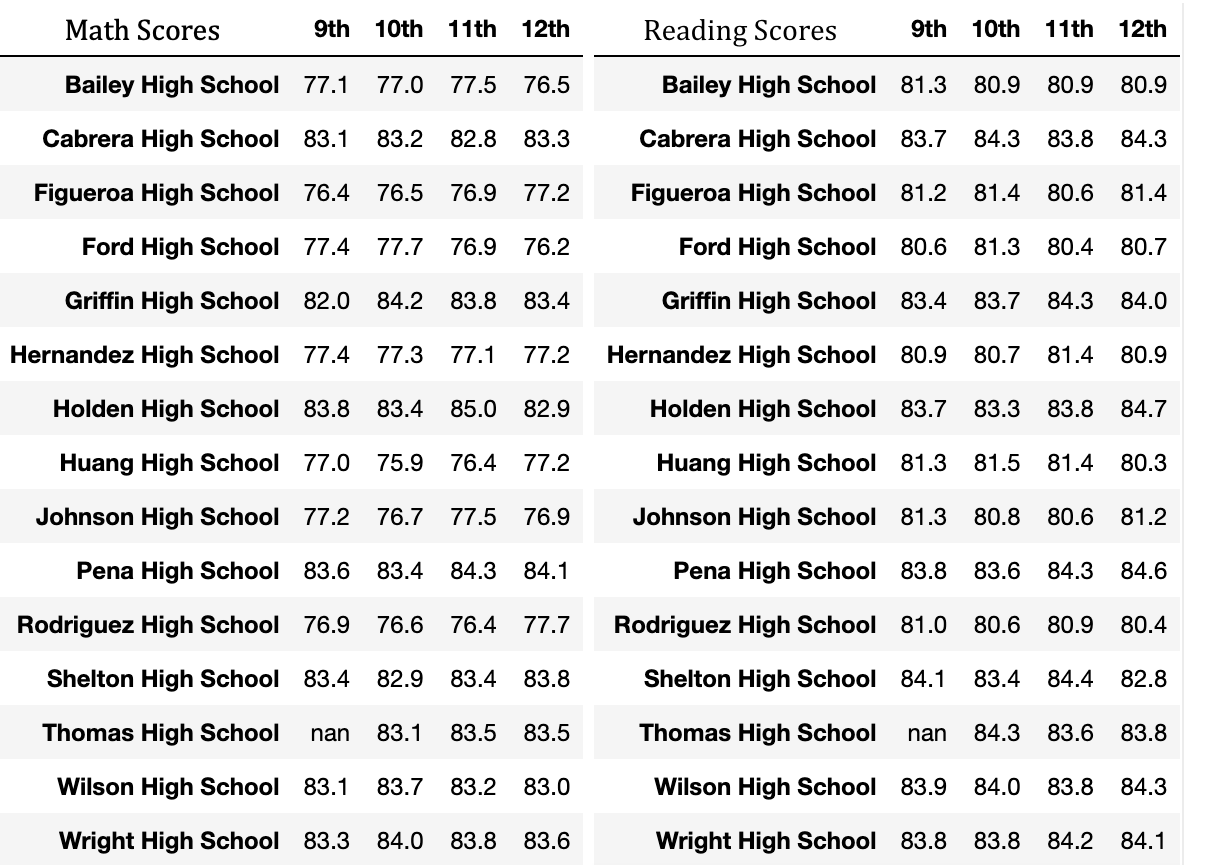 Math Scores 9th 10th 11th 12th Reading Scores 9th 10th 11th 12th
Bailey High School 77.1 77.0 77.5 76.5 Bailey High School 81.3 80.9 80.9 80.9
Cabrera High School 83.1 83.2 82.8 83.3 Cabrera High School 83.7 84.3 83.8 84.3
Figueroa High School 76.4 76.5 76.9 77.2 Figueroa High School 81.2 81.4 80.6 81.4
Ford High School 77.4 77.7 76.9 76.2 Ford High School 80.6 81.3 80.4 80.7
Griffin High School 82.0 84.2 83.8 83.4 Griffin High School 83.4 83.7 84.3 84.0
Hernandez High School 77.4 77.3 77.1 77.2 Hernandez High School 80.9 80.7 81.4 80.9
Holden High School 83.8 83.4 85.0 82.9 Holden High School 83.7 83.3 83.8 84.7
Huang High School 77.0 75.9 76.4 77.2 Huang High School 81.3 81.5 81.4 80.3
Johnson High School 77.2 76.7 77.5 76.9 Johnson High School 81.3 80.8 80.6 81.2
Pena High School 83.6 83.4 84.3 84.1 Pena High School 83.8 83.6 84.3 84.6
Rodriguez High School 76.9 76.6 76.4 77.7 Rodriguez High School 81.0 80.6 80.9 80.4
Shelton High School 83.4 82.9 83.4 83.8 Shelton High School 84.1 83.4 84.4 82.8
Thomas High School nan 83.1 83.5 83.5 Thomas High School nan 84.3 83.6 83.8
Wilson High School 83.1 83.7 83.2 83.0 Wilson High School 83.9 84.0 83.8 84.3
Wright High School 83.3 84.0 83.8 83.6 Wright High School 83.8 83.8 84.2 84.1